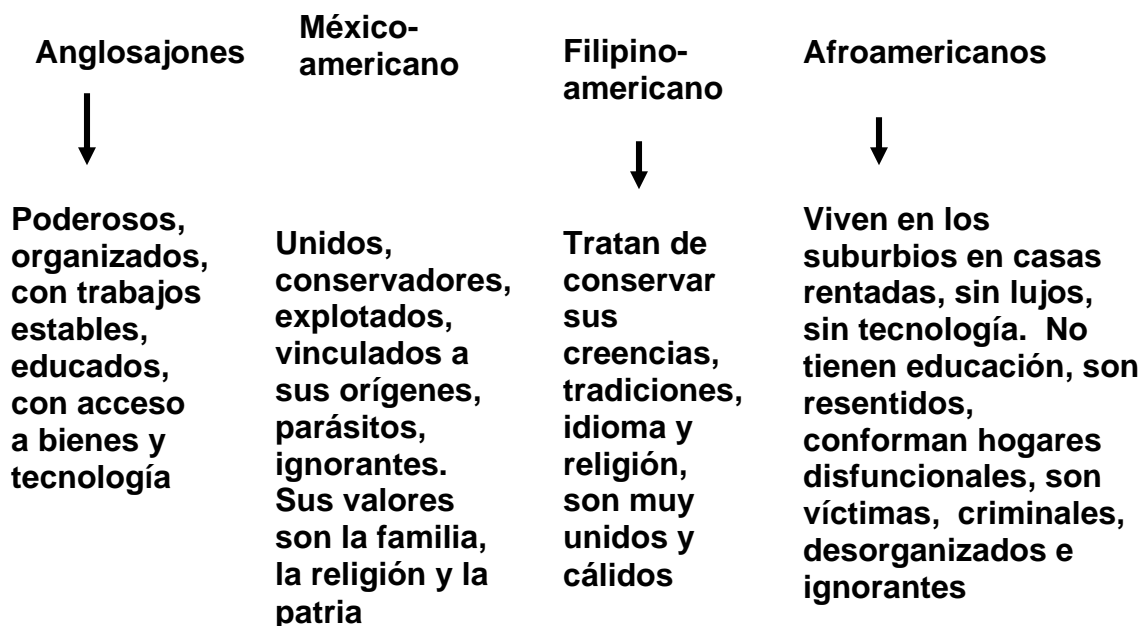 Anglosajones
México-
americano
Filipino-
americano
Afroamericanos
Poderosos,
organizados,
con trabajos
estables,
educados,
con acceso
a bienes y
tecnología
Unidos,
conservadores,
explotados,
vinculados a
sus orígenes,
parásitos,
ignorantes.
Sus valores
son la familia,
la religión y la
patria
Tratan de
conservar
sus
creencias,
tradiciones,
idioma y
religión,
son muy
unidos y
cálidos
Viven en los
suburbios en casas
rentadas, sin lujos,
sin tecnología.  No
tienen educación, son
resentidos,
conforman hogares
disfuncionales, son
víctimas,  criminales,
desorganizados e
ignorantes